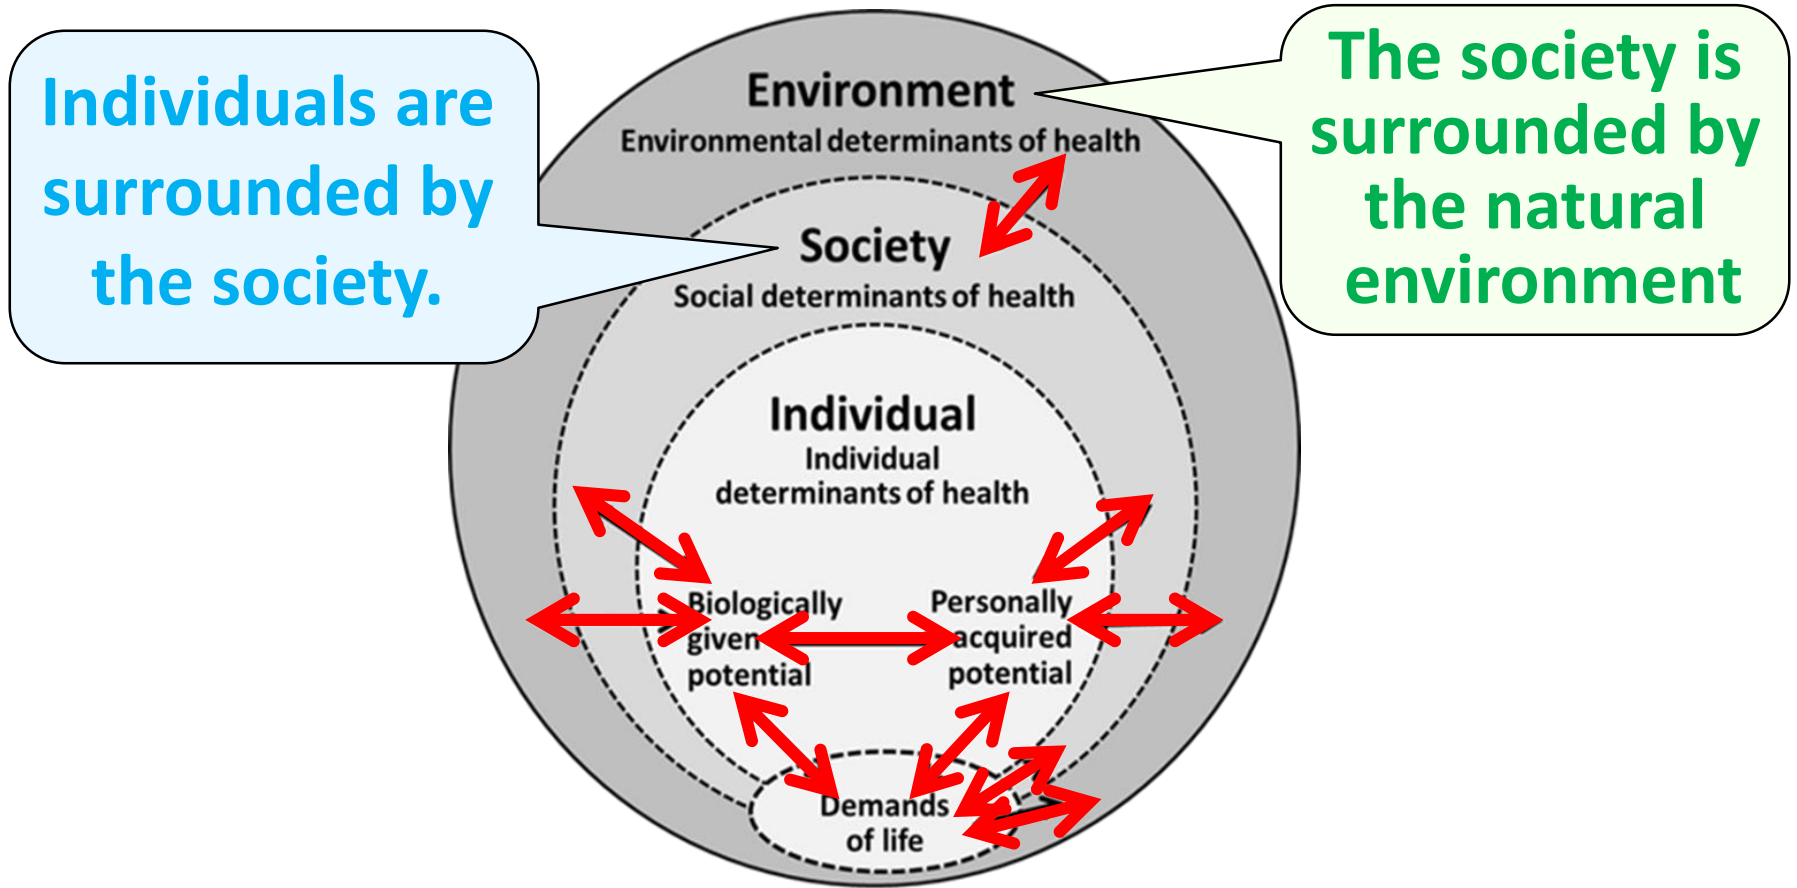 Individuals are
surrounded by
the society.
The society is
surrounded by
the natural
environment
Environment
Environmental determinants of health
Society
Social determinants of health
Individual
Individual
determinants of health
Biologically
given
potential
Personally
acquired
potential
Demands
of life